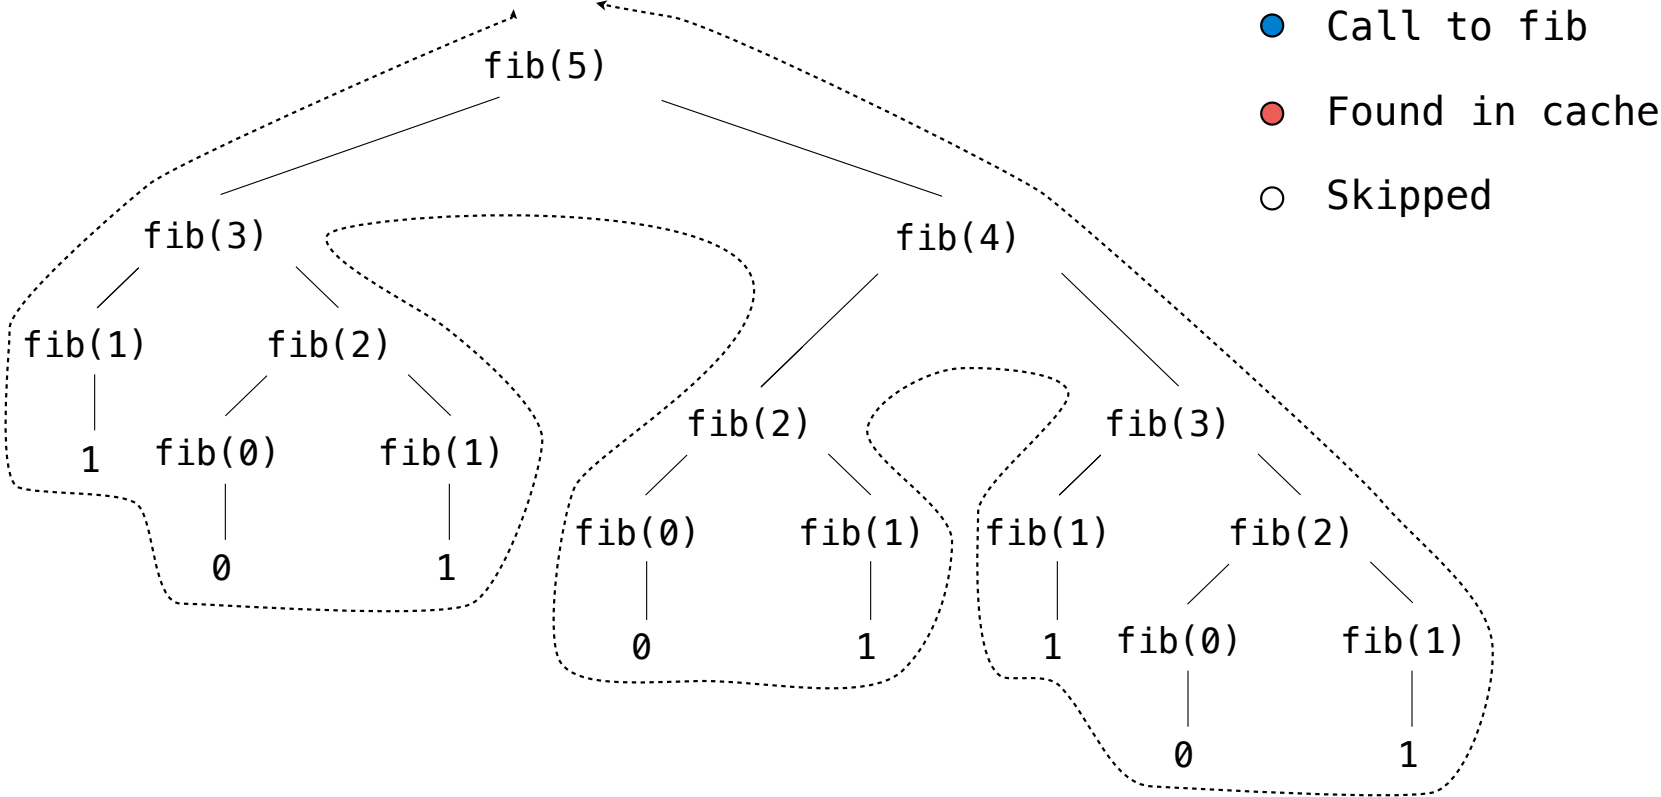 Call to fib
fib(5)
Found in cache
Skipped
fib(3) fib(4)
fib(1) fib(2)
fib(2) fib(3)
1 fib(0) fib(1)
fib(0) fib(1) fib(1) fib(2)
0 1
0 1 1 fib(0) fib(1)
0 1